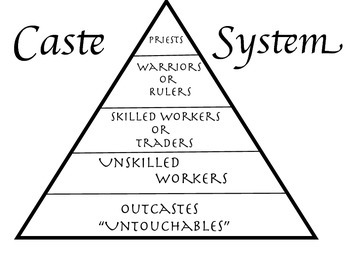 Caste System
PRIESTS
WARRIORS
OR
RULERS
SKILLED WORKERS
OR
TRADERS
UNSKILLED
WORKERS
OUTCASTES
"UNTOUCHABLES"